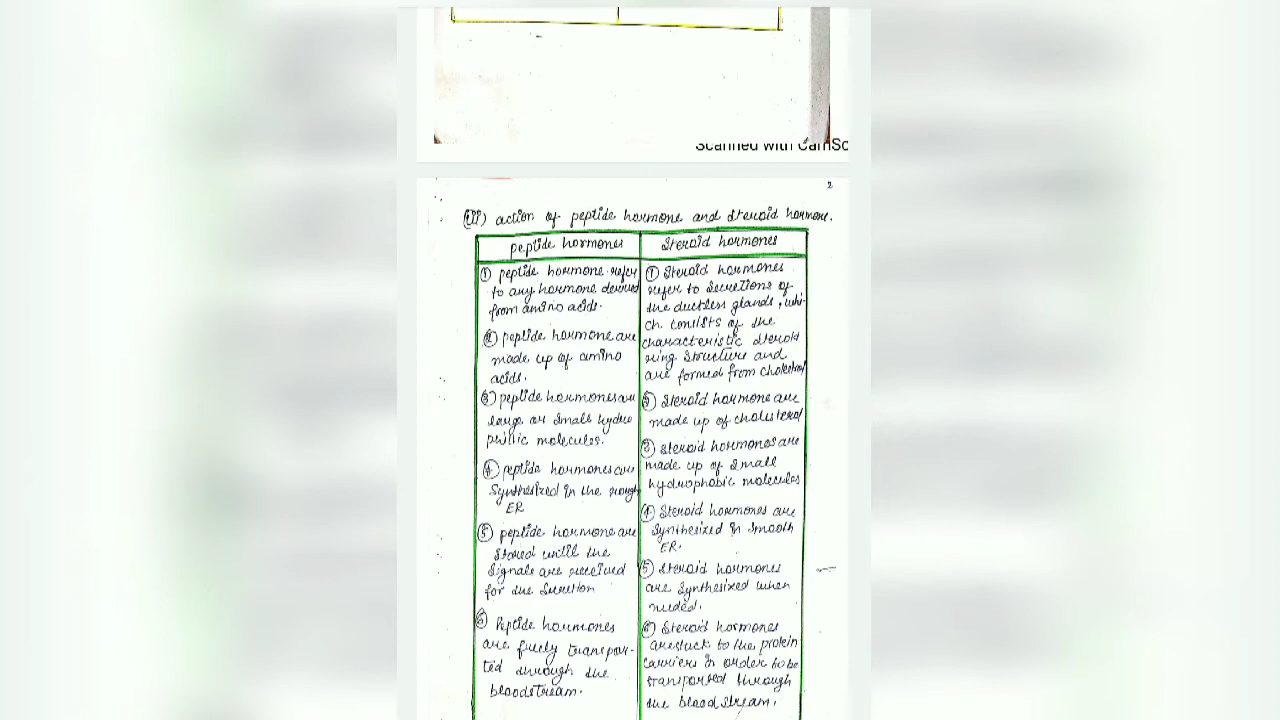 Scanned with CamSc
2
(iii) action of peptide hormone and steroid hormone.
peptide hormones
① peptide hormone refer
to any hormone derived
from amino acids.
② peptide hormone are
made up of amino
acids.
③ peptide hormones are
large or small hydro
philic molecules.
④ peptide hormones are
synthesized in the rough
ER
⑤ peptide hormone are
stored until the
signals are received
for the secretion
⑥ Peptide hormones
are freely transpor-
ted through the
bloodstream.
Steroid hormones
① Steroid hormones
refer to secretions of
the ductless glands, whi-
ch consists of the
characteristic steroid
ring structure and
are formed from cholesterol
② Steroid hormone are
made up of cholesterol
③ Steroid hormones are
made up of small
hydrophobic molecules
④ Steroid hormones are
synthesized in smooth
ER.
⑤ Steroid hormones
are synthesized when
needed.
⑥ Steroid hormones
are stuck to the protein
carriers in order to be
transported through
the blood stream.